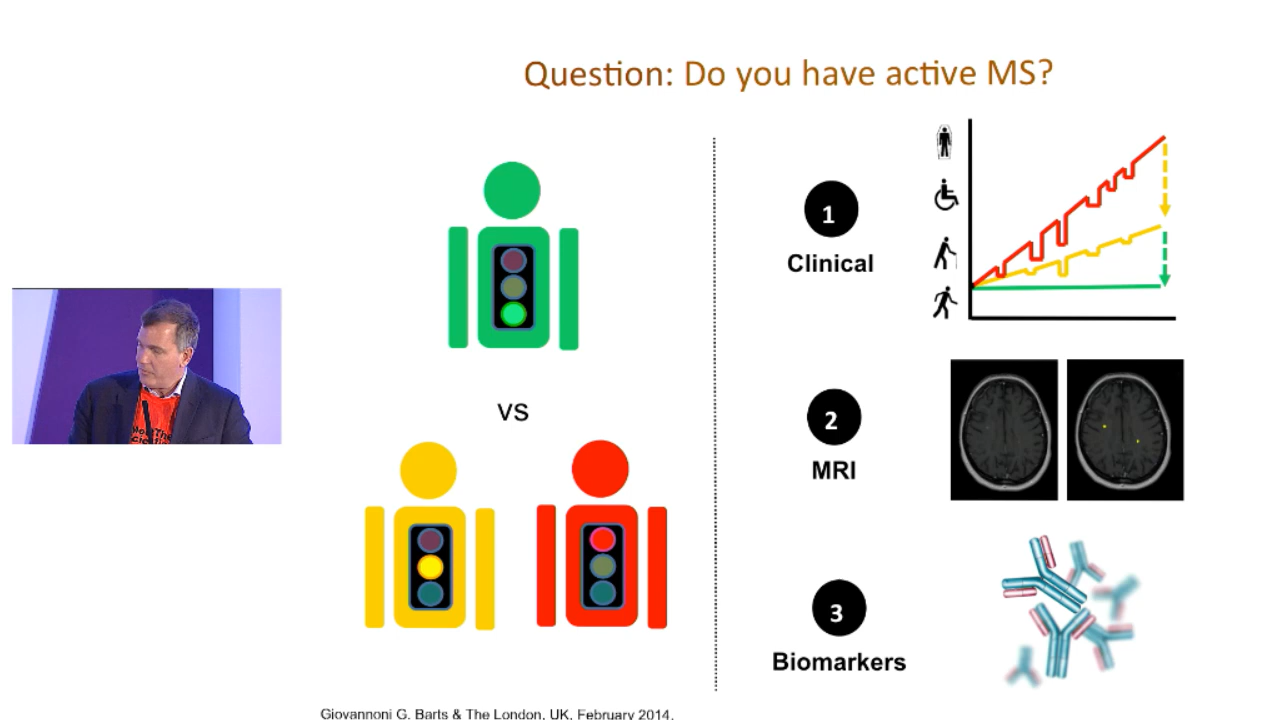 Question: Do you have active MS?
VS
1
Clinical
2
MRI
3
Biomarkers
Giovannoni G. Barts & The London, UK, February 2014.